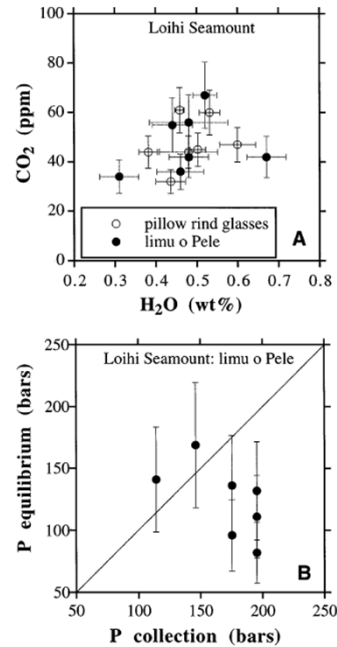 Loihi Seamount
100
80
60
40
20
0
CO2 (ppm)
pillow rind glasses
limu o Pele
A
0.2 0.3 0.4 0.5 0.6 0.7 0.8
H2O (wt%)
250
Loihi Seamount: limu o Pele
200
150
100
50
P equilibrium (bars)
B
50 100 150 200 250
P collection (bars)